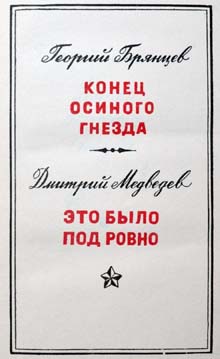 Георгий Брянцев
КОНЕЦ
ОСИНОГО
ГНЕЗДА
Дмитрий Медведев
ЭТО БЫЛО
ПОД РОВНО